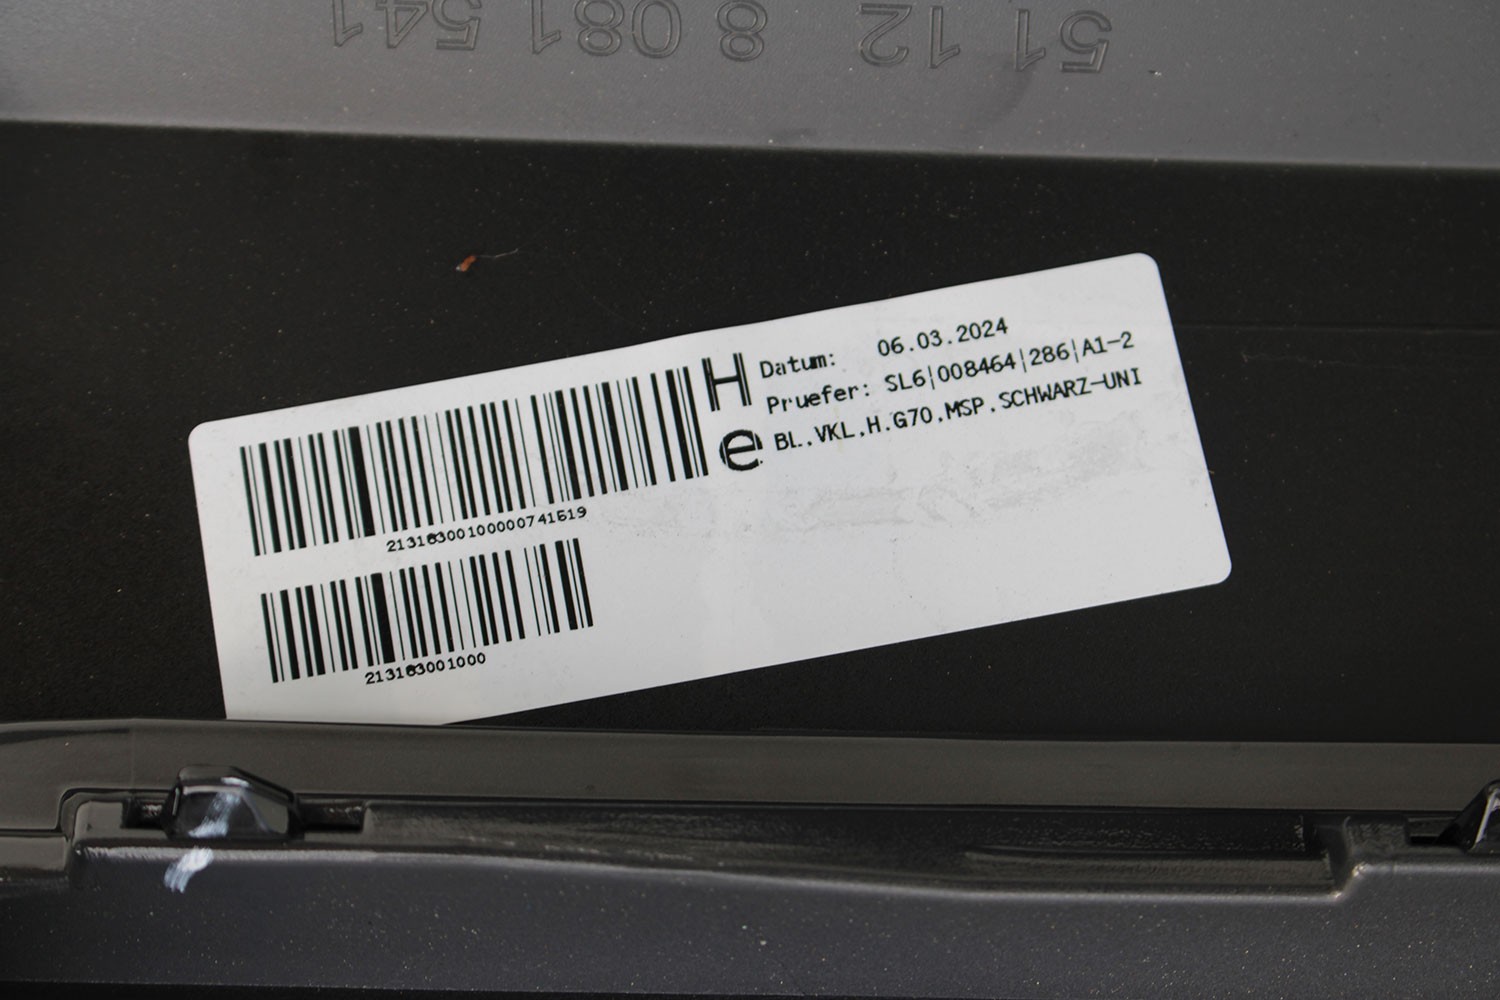 51 12 8 081 541
H
Datum: 06.03.2024
Pruefer: SL6|008464|286|A1-2
e
BL.VKL.H.G70.MSP.SCHWARZ-UNI
21316300100000741519
213163001000